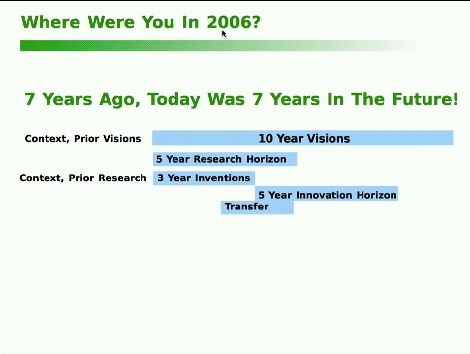 Where Were You In 2006?
7 Years Ago, Today Was 7 Years In The Future!
Context, Prior Visions 10 Year Visions
5 Year Research Horizon
Context, Prior Research 3 Year Inventions
5 Year Innovation Horizon
Transfer